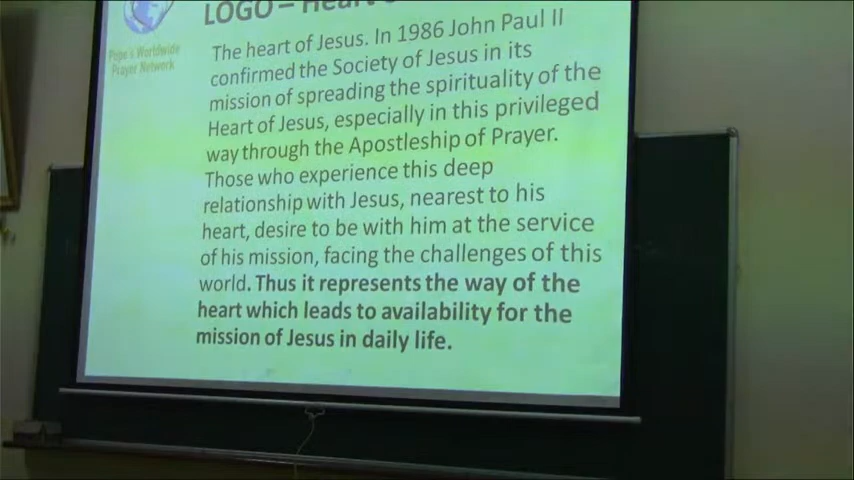 Pope's Worldwide
Prayer Network
LOGO – Heart
The heart of Jesus. In 1986 John Paul II
confirmed the Society of Jesus in its
mission of spreading the spirituality of the
Heart of Jesus, especially in this privileged
way through the Apostleship of Prayer.
Those who experience this deep
relationship with Jesus, nearest to his
heart, desire to be with him at the service
of his mission, facing the challenges of this
world. Thus it represents the way of the
heart which leads to availability for the
mission of Jesus in daily life.